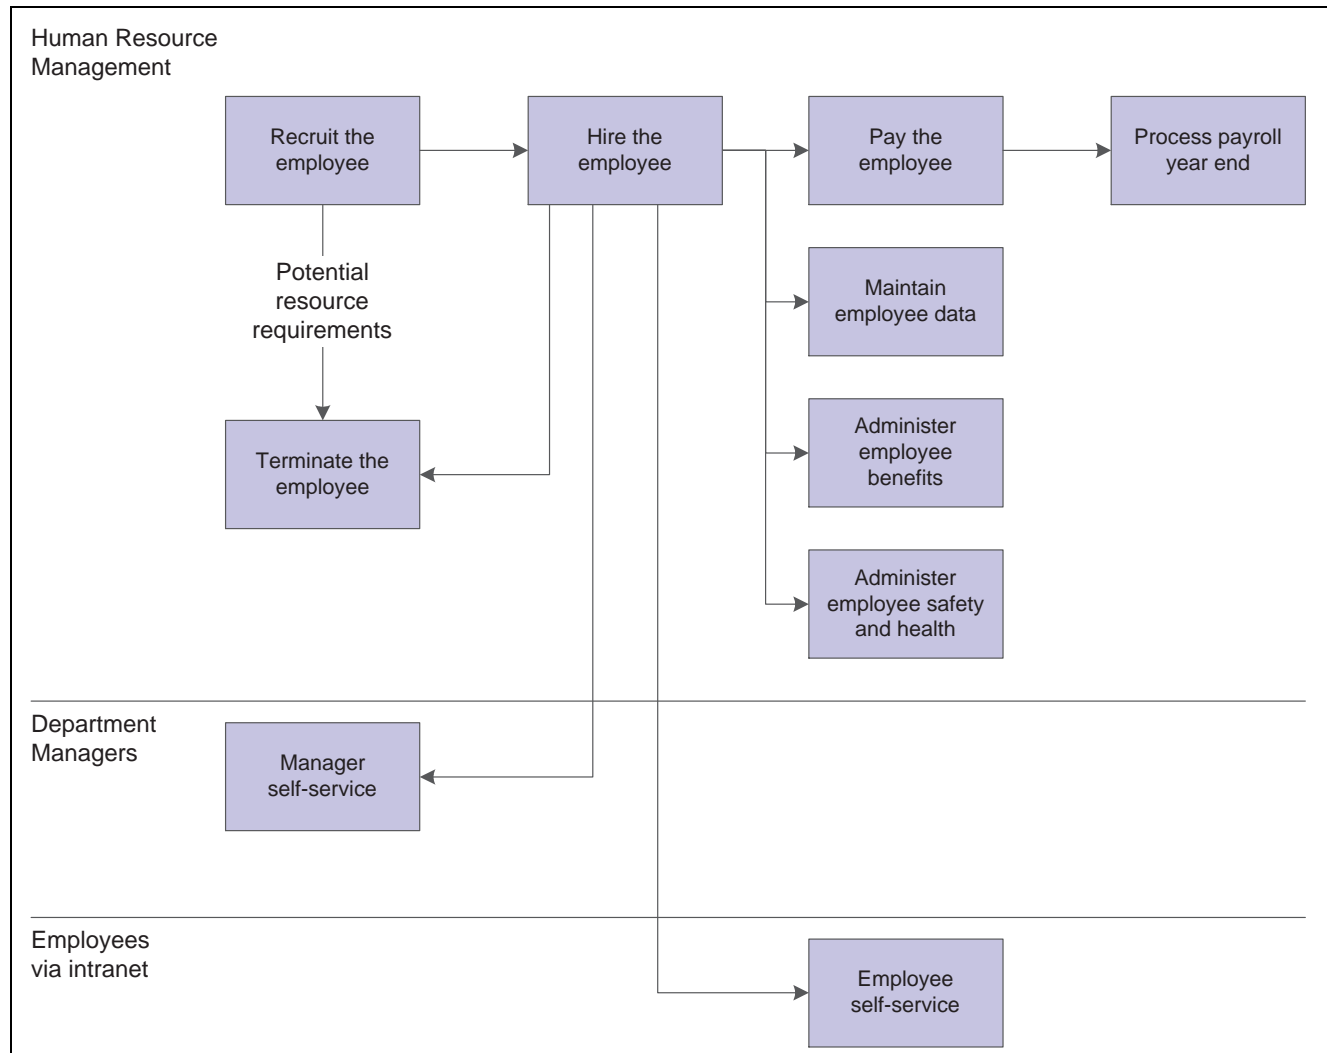 Human Resource
Management
Recruit the
employee
Hire the
employee
Pay the
employee
Process payroll
year end
Potential
resource
requirements
Maintain
employee data
Terminate the
employee
Administer
employee
benefits
Administer
employee safety
and health
Department
Managers
Manager
self-service
Employees
via intranet
Employee
self-service